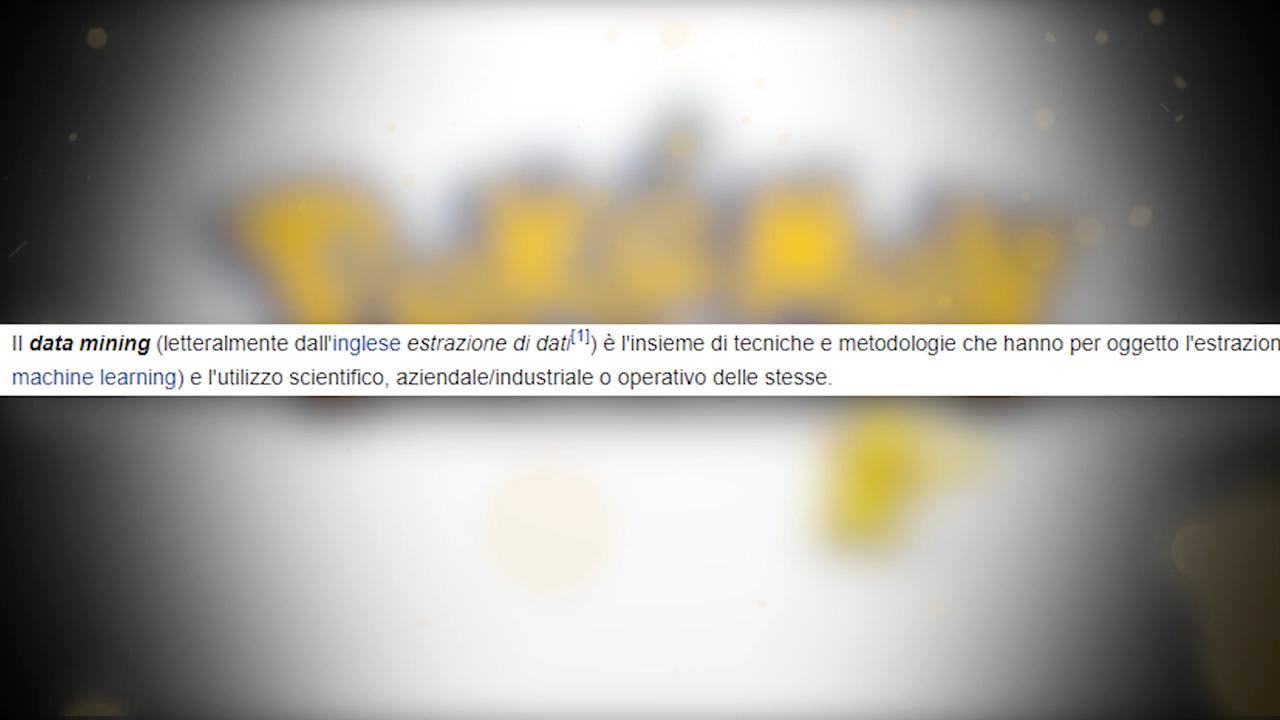 Il data mining (letteralmente dall'inglese estrazione di dati[1]) è l'insieme di tecniche e metodologie che hanno per oggetto l'estrazion
machine learning) e l'utilizzo scientifico, aziendale/industriale o operativo delle stesse.